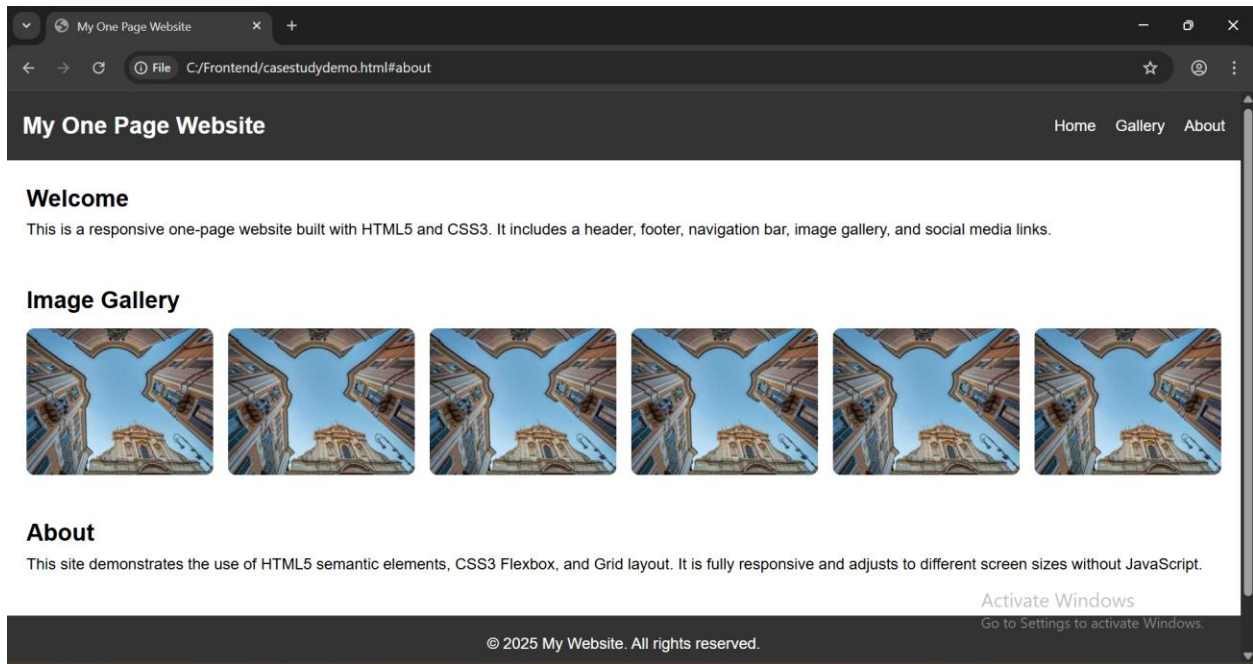 My One Page Website
File C:/Frontend/casestudydemo.html#about
My One Page Website
Home Gallery About
Welcome
This is a responsive one-page website built with HTML5 and CSS3. It includes a header, footer, navigation bar, image gallery, and social media links.
Image Gallery
About
This site demonstrates the use of HTML5 semantic elements, CSS3 Flexbox, and Grid layout. It is fully responsive and adjusts to different screen sizes without JavaScript.
Activate Windows
Go to Settings to activate Windows.
© 2025 My Website. All rights reserved.